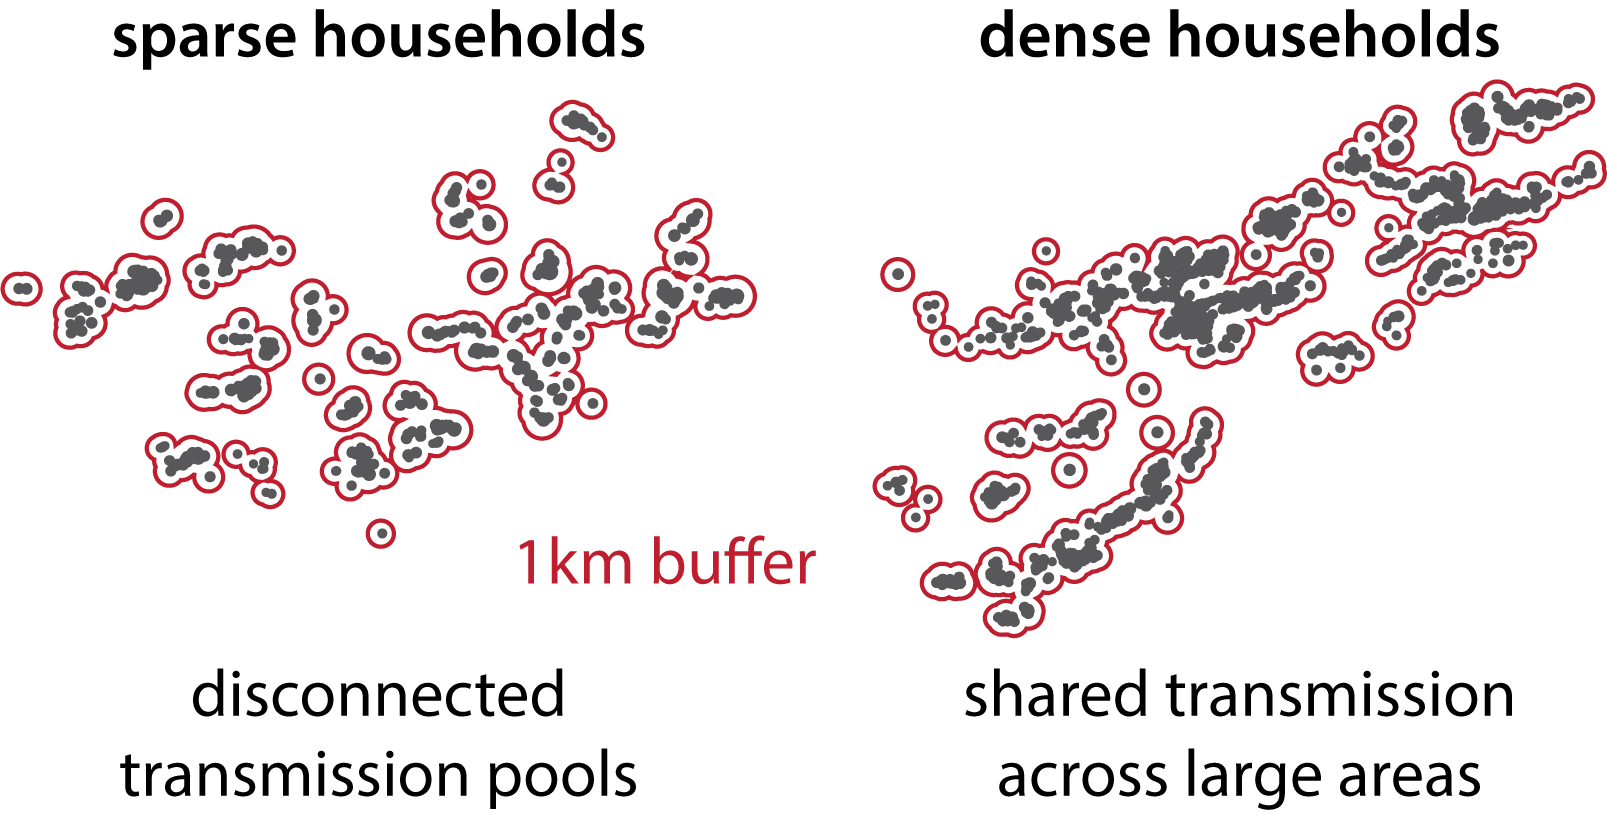 sparse households
dense households
1km buffer
disconnected
transmission pools
shared transmission
across large areas